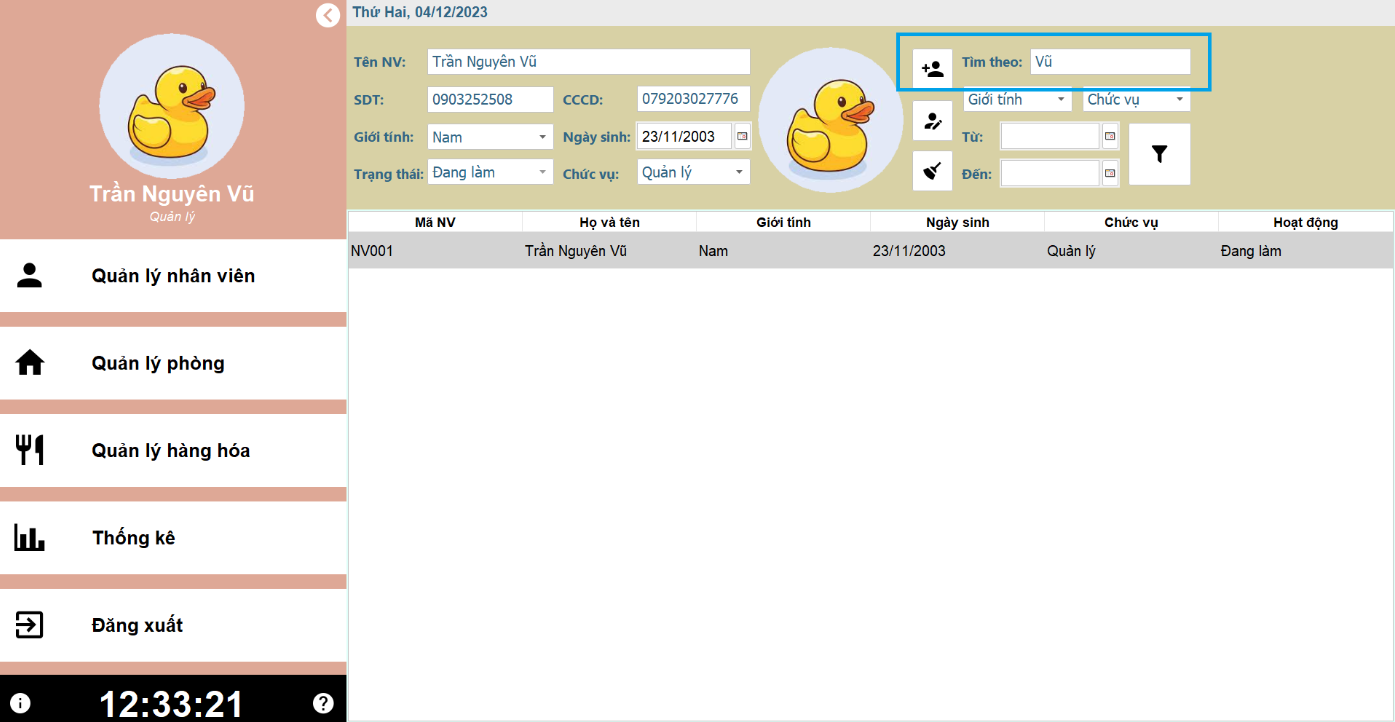 Thứ Hai, 04/12/2023
Trần Nguyên Vũ
Quản lý
Quản lý nhân viên
Quản lý phòng
Quản lý hàng hóa
Thống kê
Đăng xuất
12:33:21
Tên NV: Trần Nguyên Vũ
SDT: 0903252508 CCCD: 079203027776
Giới tính: Nam Ngày sinh: 23/11/2003
Trạng thái: Đang làm Chức vụ: Quản lý
Tìm theo: Vũ
Giới tính Chức vụ
Từ:
Đến:
Mã NV Họ và tên Giới tính Ngày sinh Chức vụ Hoạt động
NV001 Trần Nguyên Vũ Nam 23/11/2003 Quản lý Đang làm